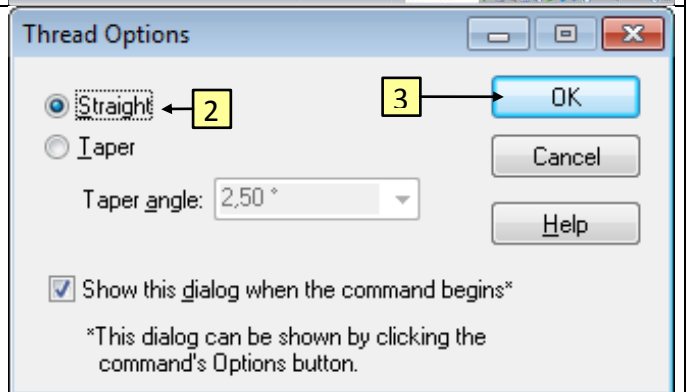 Thread Options
Straight
2
3
OK
Taper
Cancel
Taper angle: 2,50 °
Help
Show this dialog when the command begins*
*This dialog can be shown by clicking the
command's Options button.